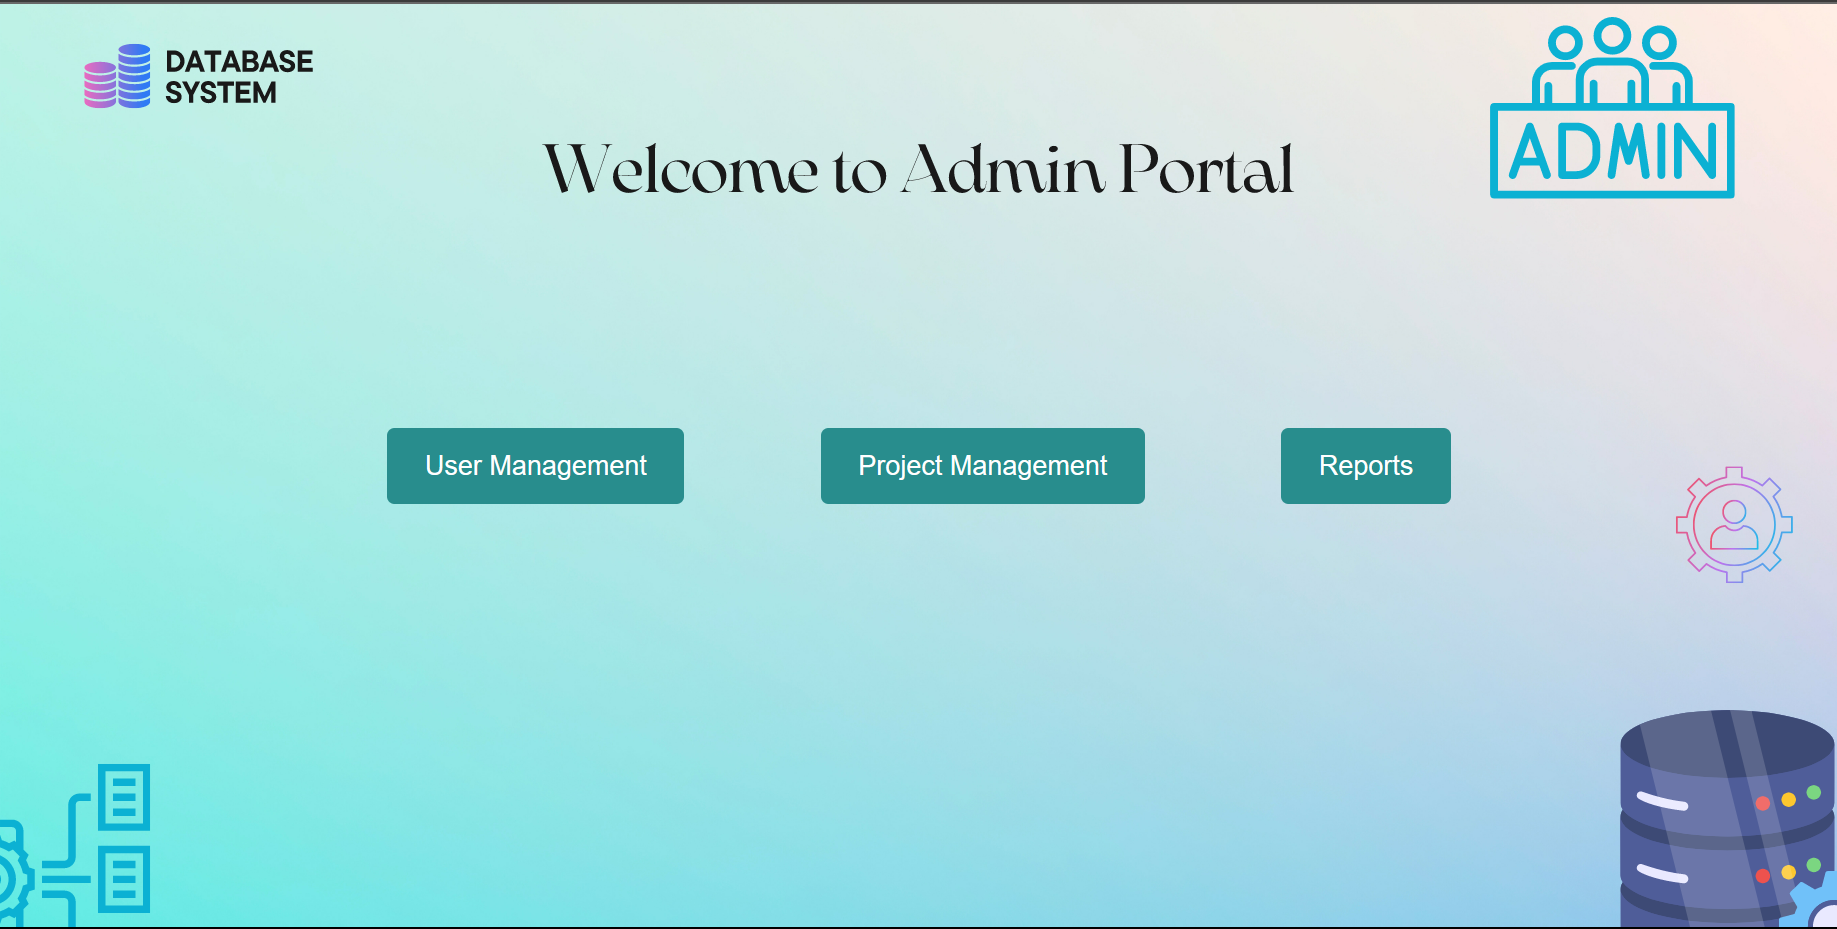 DATABASE
SYSTEM
ADMIN
Welcome to Admin Portal
User Management
Project Management
Reports